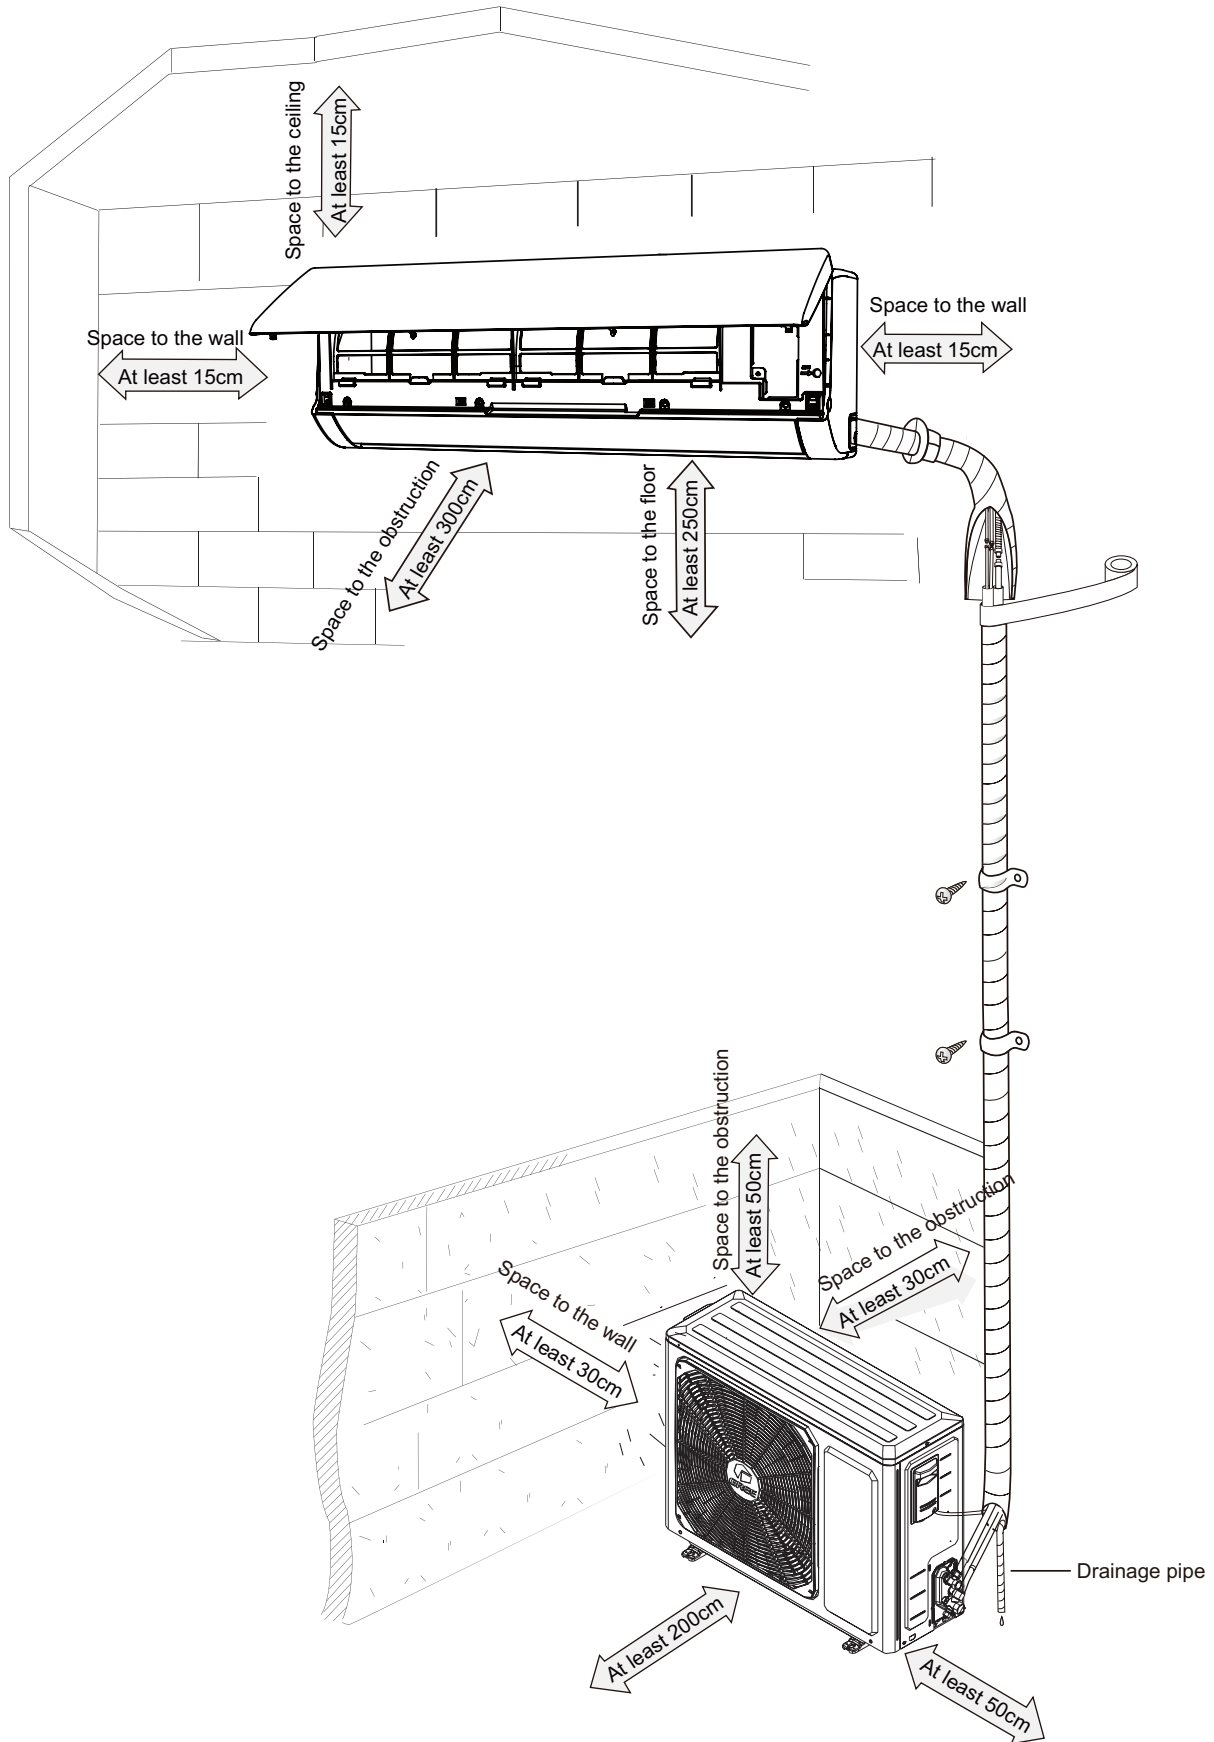 Space to the ceiling
At least 15cm
Space to the wall
At least 15cm
Space to the wall
At least 15cm
Space to the obstruction
At least 300cm
Space to the floor
At least 250cm
Space to the obstruction
At least 50cm
Space to the obstruction
At least 30cm
Space to the wall
At least 30cm
Drainage pipe
At least 200cm
At least 50cm